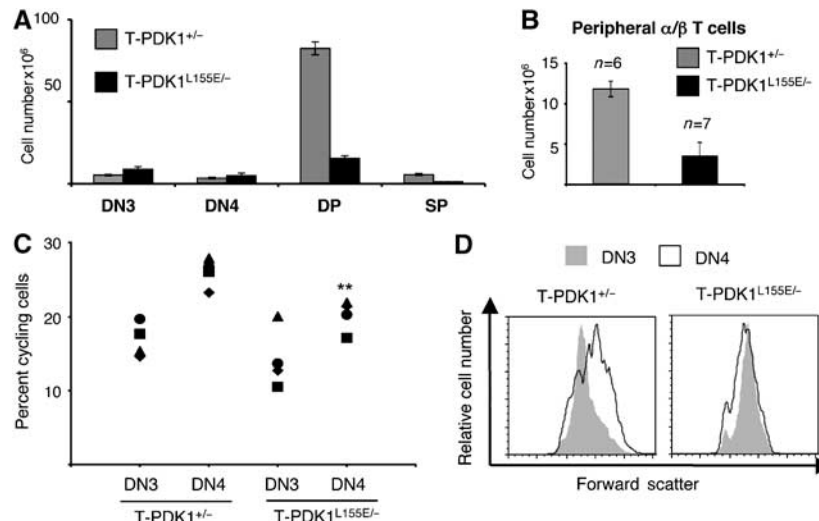 A
Cell number x10⁶
100
50
T-PDK1+/–
T-PDK1L155E/–
DN3 DN4 DP SP
B
Peripheral α/β T cells
Cell number x10⁶
15
10
5
n=6
n=7
T-PDK1+/–
T-PDK1L155E/–
C
Percent cycling cells
30
20
10
**
DN3 DN4 DN3 DN4
T-PDK1+/– T-PDK1L155E/–
D
DN3 DN4
T-PDK1+/– T-PDK1L155E/–
Relative cell number
Forward scatter